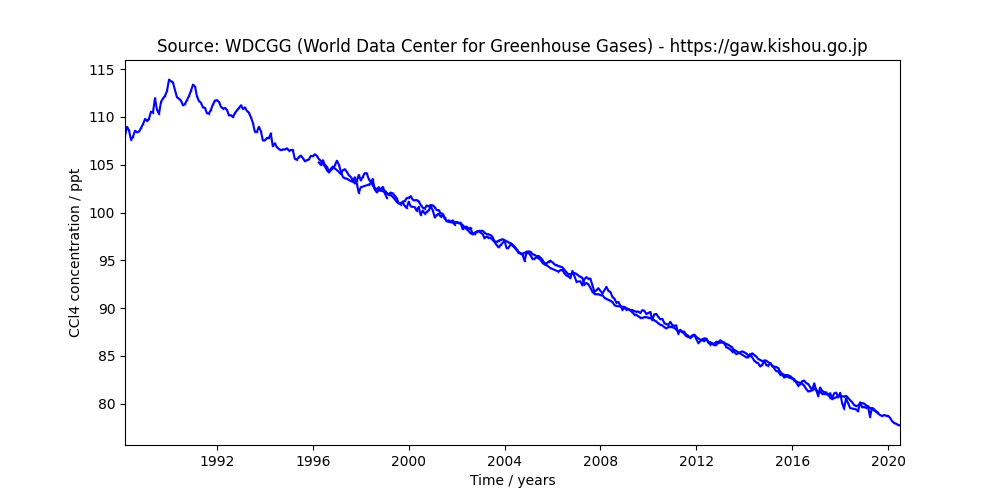 Source: WDCGG (World Data Center for Greenhouse Gases) - https://gaw.kishou.go.jp
115
110
105
100
95
90
85
80
CCl4 concentration / ppt
1992 1996 2000 2004 2008 2012 2016 2020
Time / years